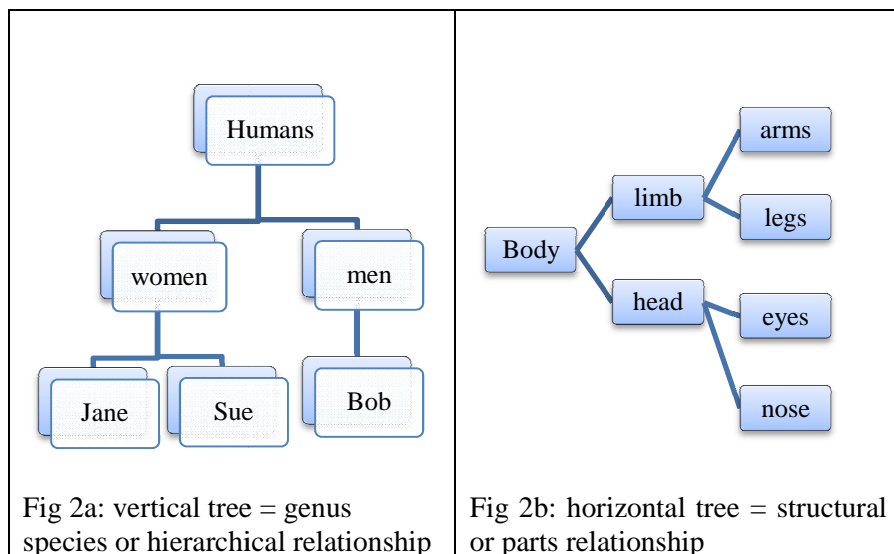 Humans
women
men
Jane
Sue
Bob
Fig 2a: vertical tree = genus
species or hierarchical relationship
Body
limb
head
arms
legs
eyes
nose
Fig 2b: horizontal tree = structural
or parts relationship